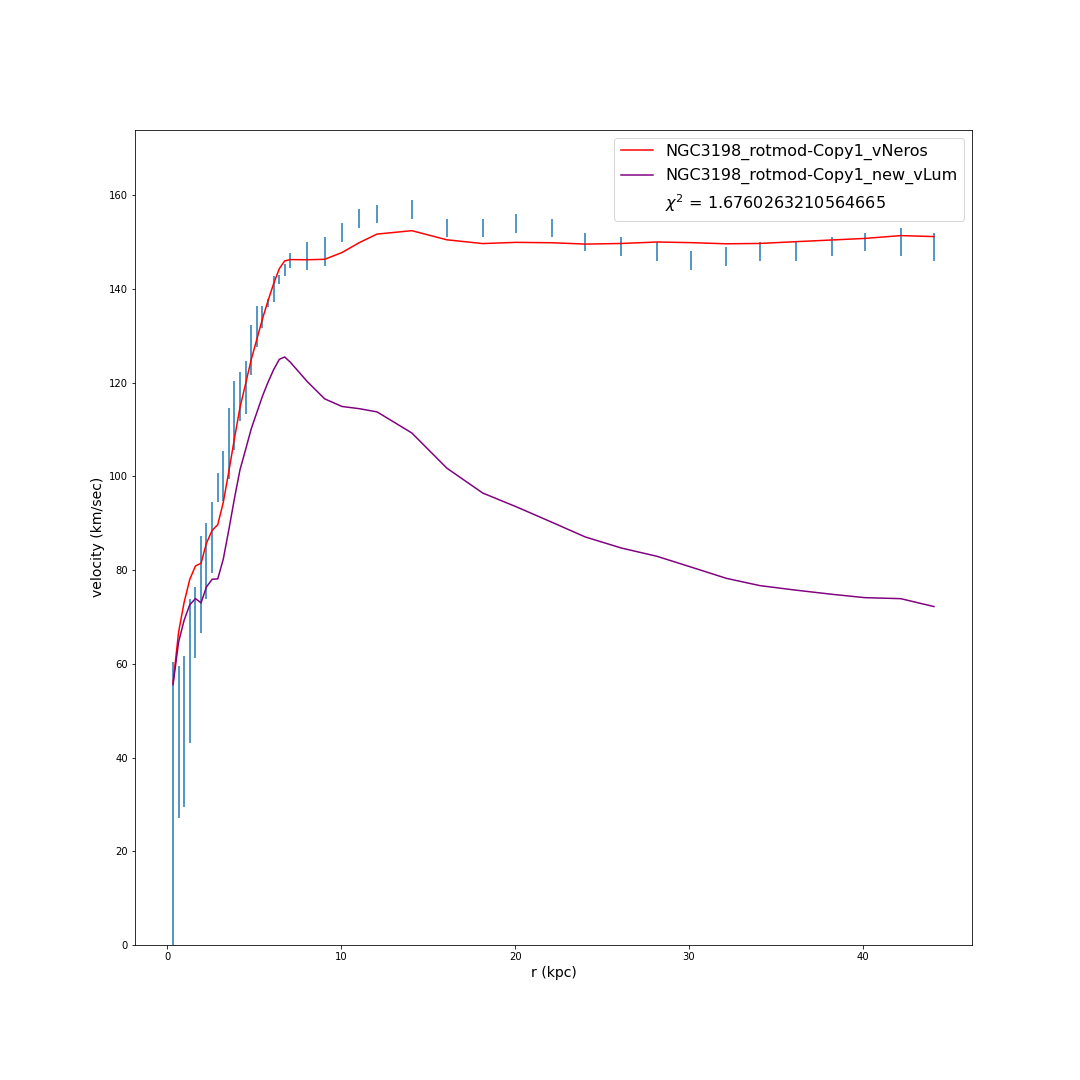 NGC3198_rotmod-Copy1_vNeros
NGC3198_rotmod-Copy1_new_vLum
χ² = 1.6760263210564665
160
140
120
100
80
60
40
20
0
velocity (km/sec)
0 10 20 30 40
r (kpc)